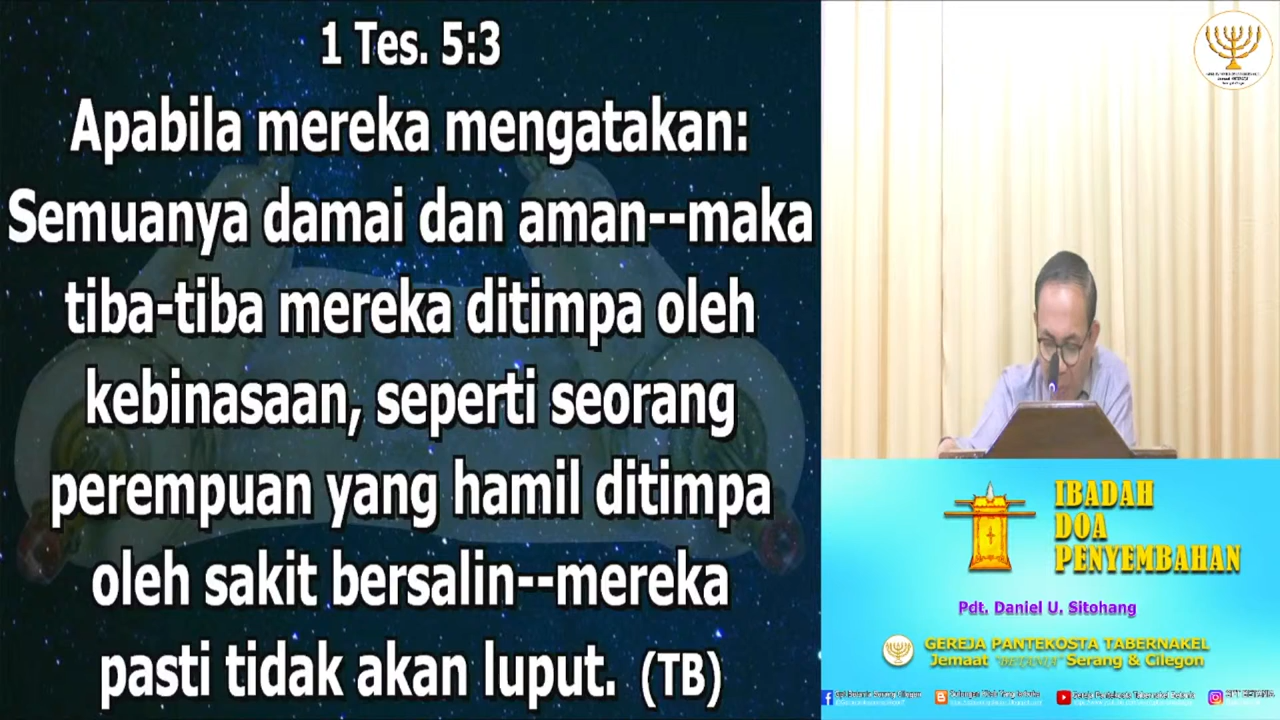 1 Tes. 5:3
Apabila mereka mengatakan:
Semuanya damai dan aman--maka
tiba-tiba mereka ditimpa oleh
kebinasaan, seperti seorang
perempuan yang hamil ditimpa
oleh sakit bersalin--mereka
pasti tidak akan luput. (TB)
IBADAH
DOA
PENYEMBAHAN
Pdt. Daniel U. Sitohang
GEREJA PANTEKOSTA TABERNAKEL
Jemaat "BETANIA" Serang & Cilegon